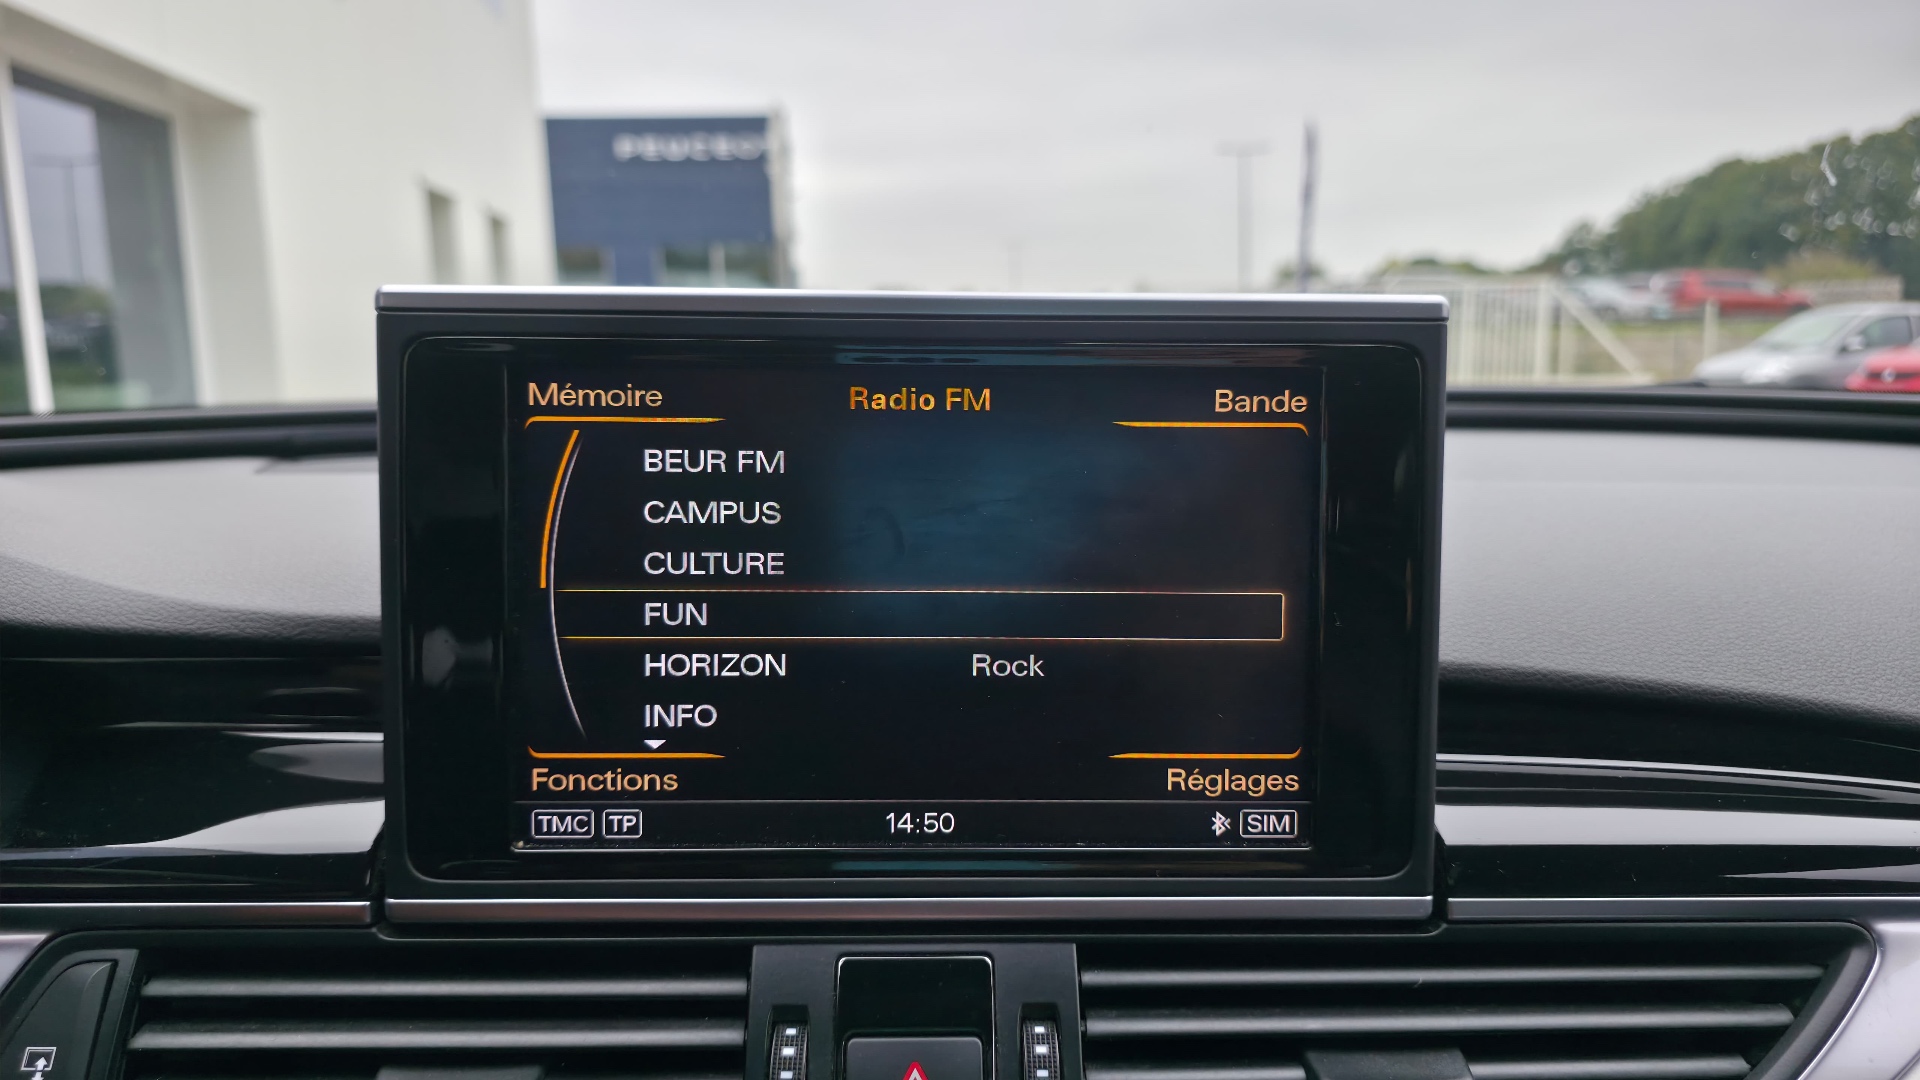 Mémoire
Radio FM
Bande
BEUR FM
CAMPUS
CULTURE
FUN
HORIZON Rock
INFO
Fonctions
Réglages
TMC TP 14:50 SIM